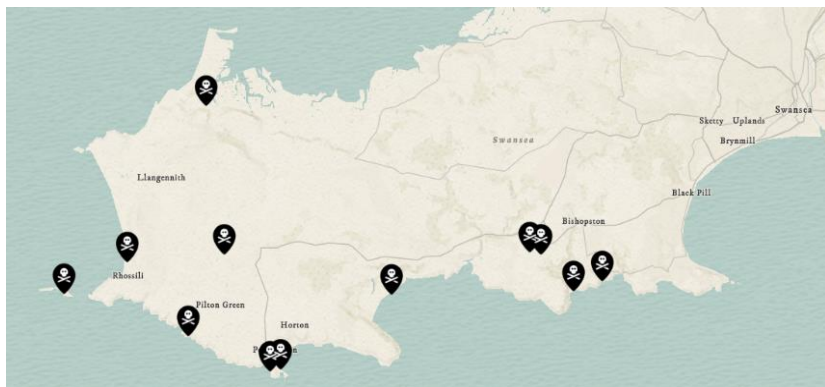 Swansea
Sketty Uplands
Brynmill
Swansea
Llangennith
Black Pill
Bishopston
Rhossili
Pilton Green
Horton